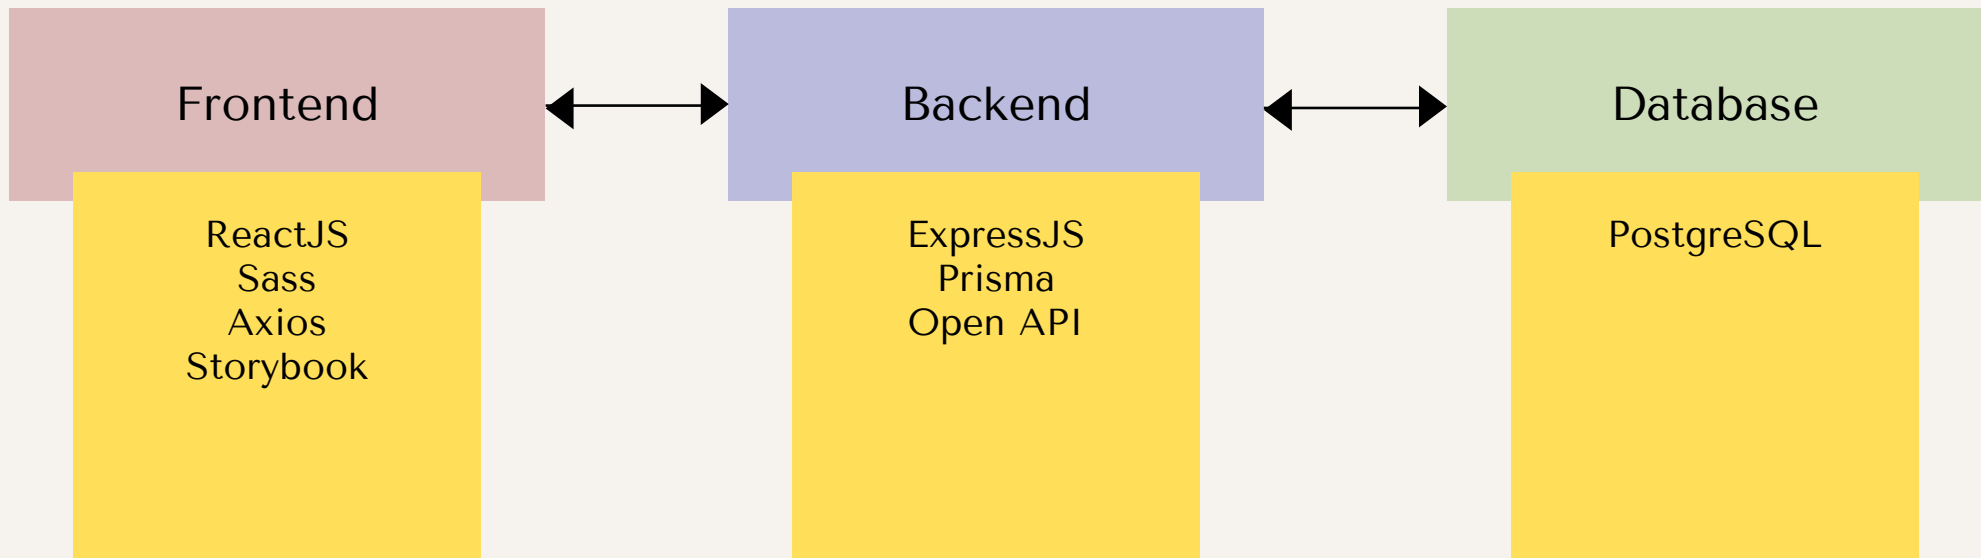 Frontend
Backend
Database
ReactJS
Sass
Axios
Storybook
ExpressJS
Prisma
Open API
PostgreSQL